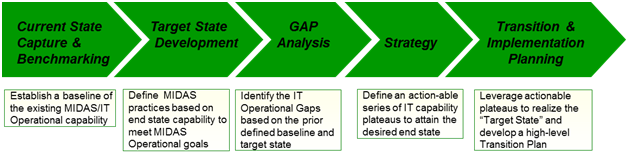 Current State
Capture &
Benchmarking
Target State
Development
GAP
Analysis
Strategy
Transition &
Implementation
Planning
Establish a baseline of
the existing MIDAS/IT
Operational capability
Define MIDAS
practices based on
end state capability to
meet MIDAS
Operational goals
Identify the IT
Operational Gaps
based on the prior
defined baseline and
target state
Define an action-able
series of IT capability
plateaus to attain the
desired end state
Leverage actionable
plateaus to realize the
“Target State” and
develop a high-level
Transition Plan